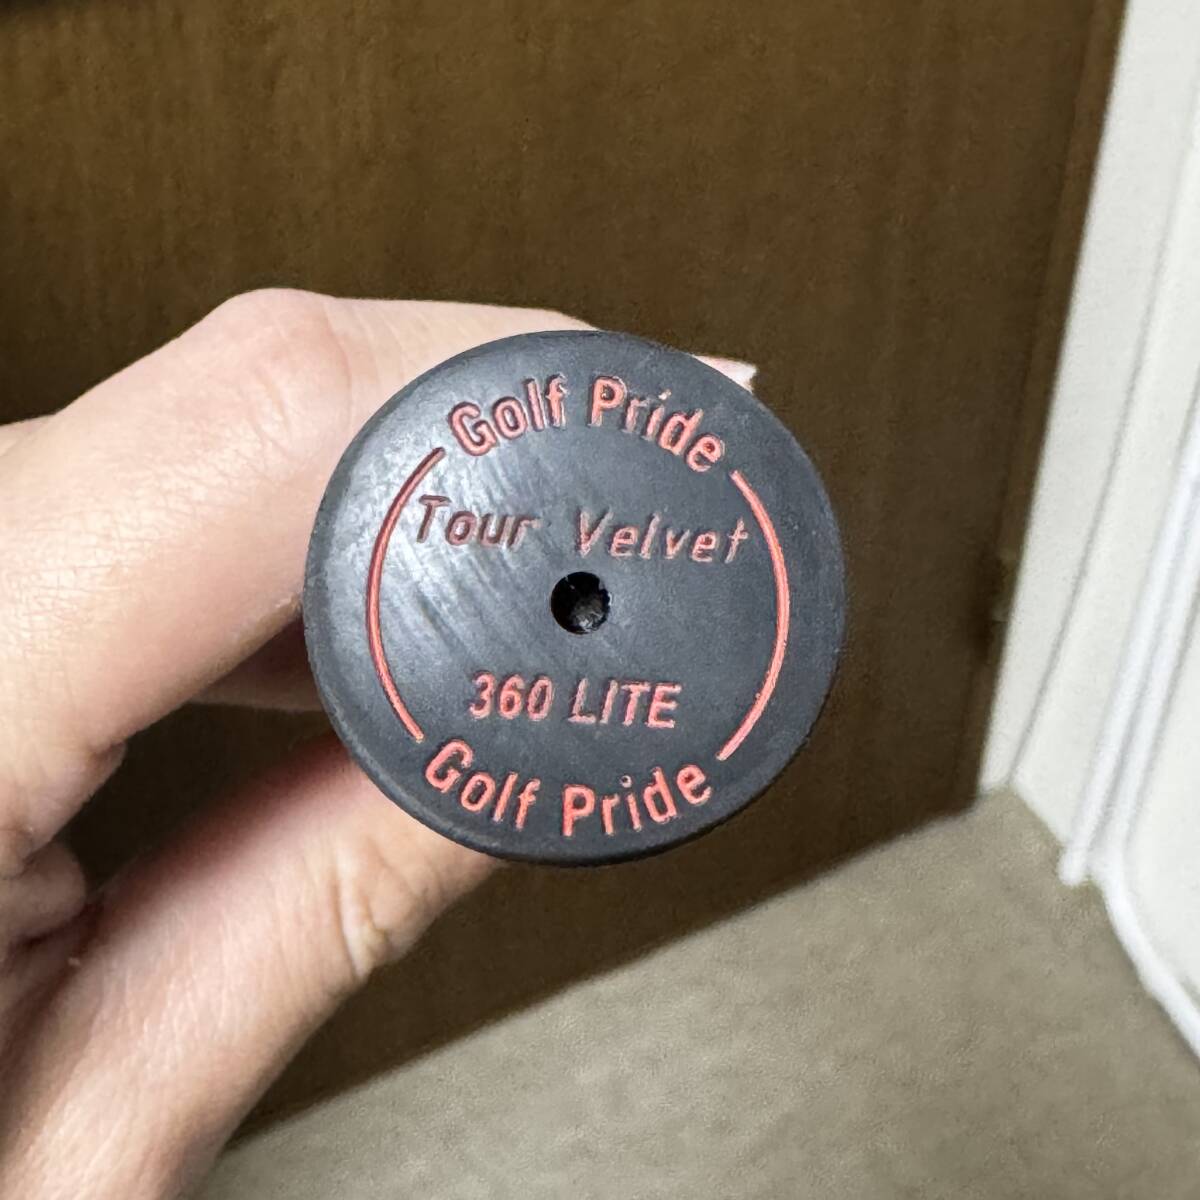 Golf Pride
Tour Velvet
360 LITE
Golf Pride